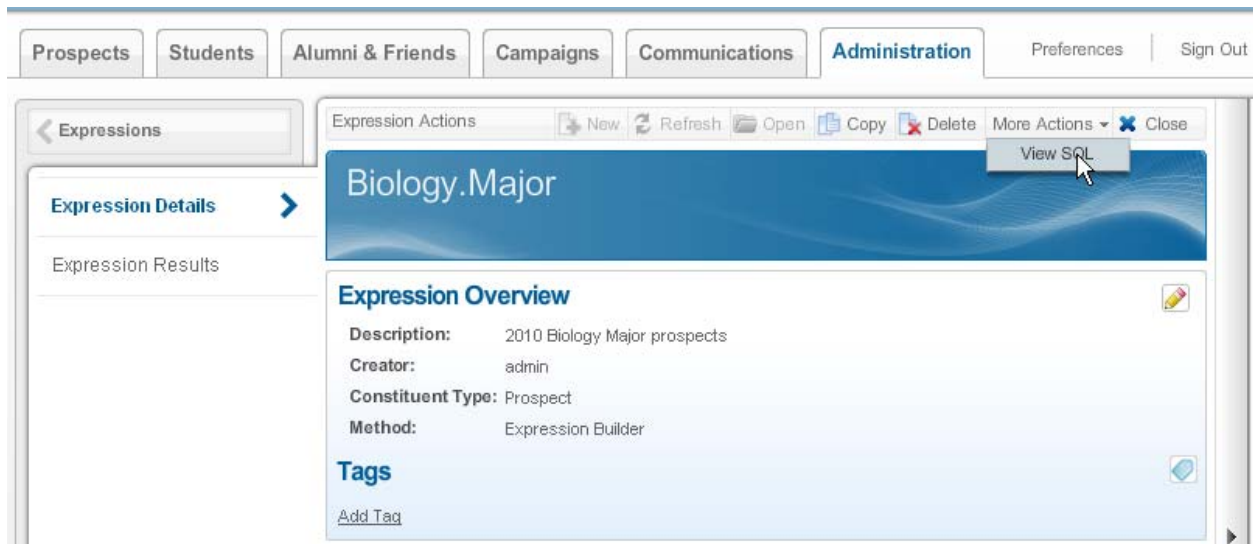 Prospects Students Alumni & Friends Campaigns Communications Administration Preferences Sign Out
Expressions
Expression Actions New Refresh Open Copy Delete More Actions Close
View SQL
Biology.Major
Expression Details
Expression Results
Expression Overview
Description: 2010 Biology Major prospects
Creator: admin
Constituent Type: Prospect
Method: Expression Builder
Tags
Add Tag